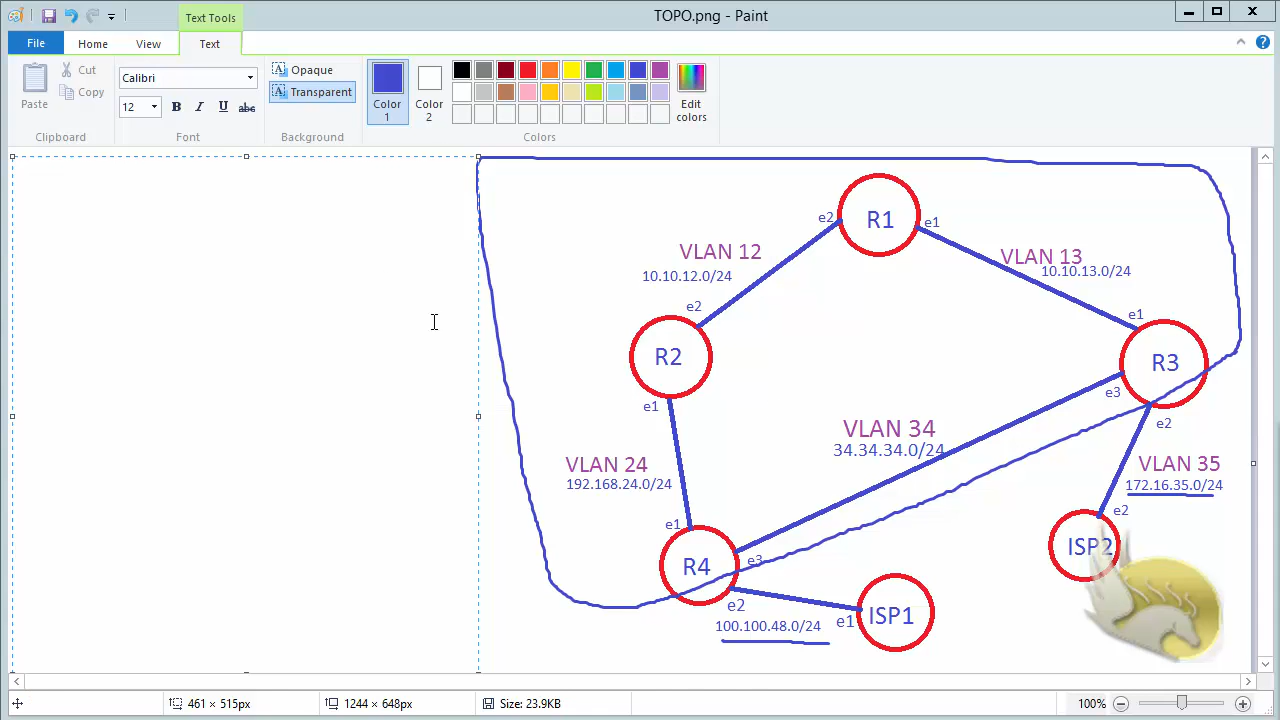 TOPO.png - Paint
Text Tools
File
Home
View
Text
Paste
Cut
Copy
Clipboard
Calibri
12
B
I
U
abc
Font
A
Opaque
A
Transparent
Background
Color
1
Color
2
Edit
colors
Colors
R1
e2
e1
VLAN 12
10.10.12.0/24
VLAN 13
10.10.13.0/24
e2
e1
R2
R3
e1
e3
e2
VLAN 34
34.34.34.0/24
VLAN 24
192.168.24.0/24
VLAN 35
172.16.35.0/24
e1
e2
R4
e3
ISP2
e2
100.100.48.0/24
e1
ISP1
461 × 515px
1244 × 648px
Size: 23.9KB
100%